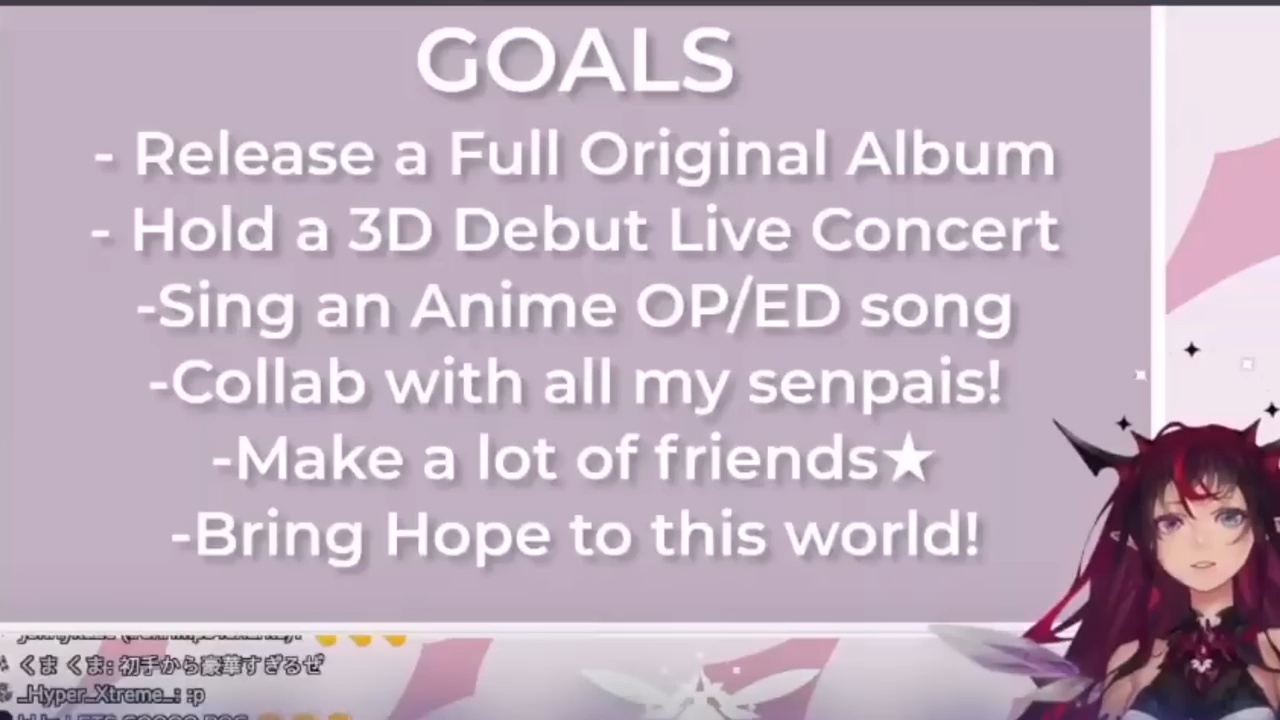 GOALS
- Release a Full Original Album
- Hold a 3D Debut Live Concert
-Sing an Anime OP/ED song
-Collab with all my senpais!
-Make a lot of friends★
-Bring Hope to this world!
くま くま: 初手から豪華すぎるぜ
_Hyper_Xtreme_: :p